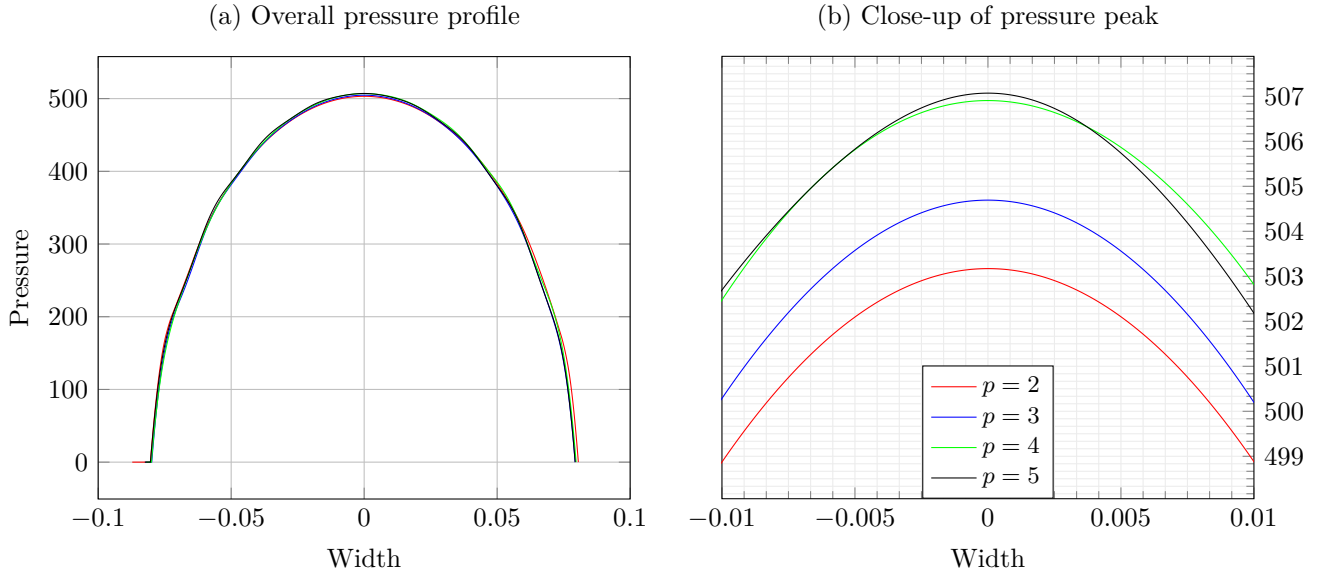 (a) Overall pressure profile
500
400
300
200
100
0
Pressure
−0.1
−0.05
0
0.05
0.1
Width
(b) Close-up of pressure peak
507
506
505
504
503
502
501
500
499
p = 2
p = 3
p = 4
p = 5
−0.01
−0.005
0
0.005
0.01
Width